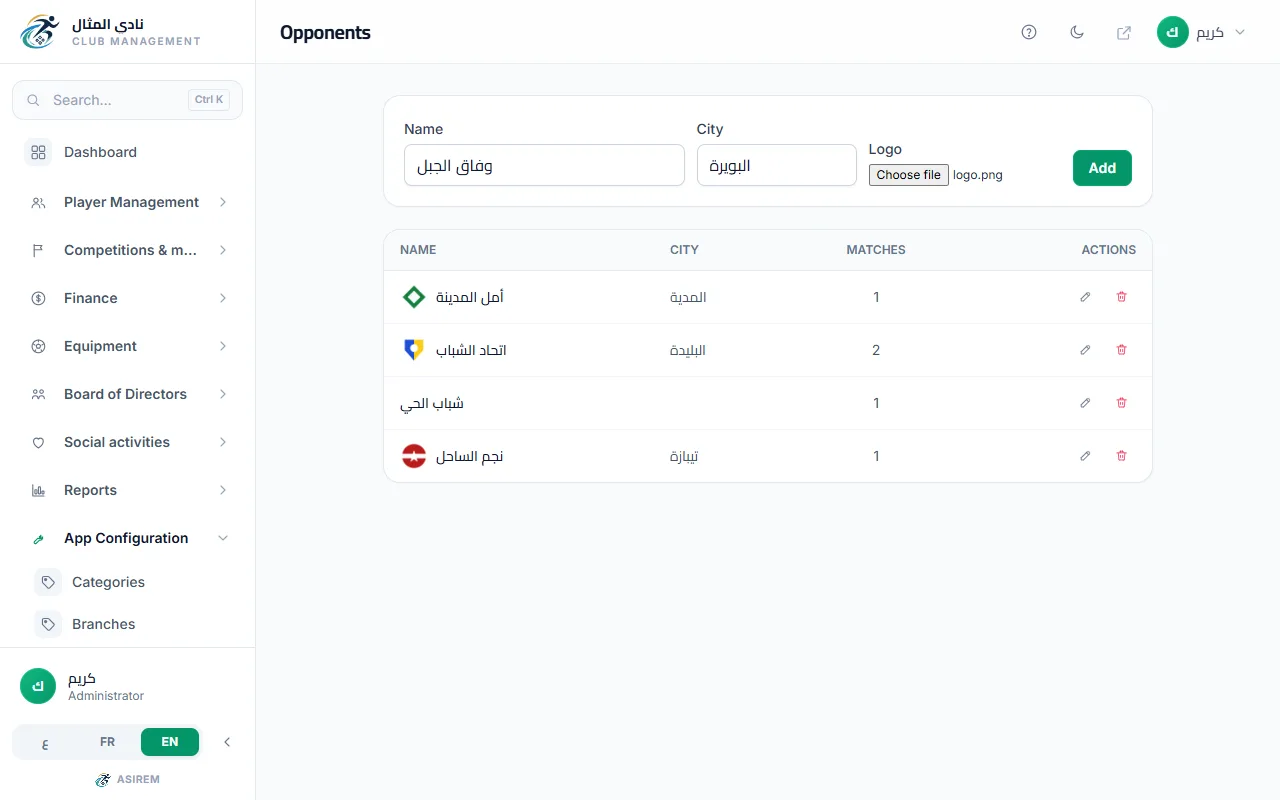 نادي المثال
CLUB MANAGEMENT
Search...
Ctrl K
Dashboard
Player Management
Competitions & m...
Finance
Equipment
Board of Directors
Social activities
Reports
App Configuration
Categories
Branches
ك
كريم
Administrator
ع
FR
EN
ASIREM
Opponents
ك
كريم
Name
وفاق الجبل
City
البويرة
Logo
Choose file logo.png
Add
NAME CITY MATCHES ACTIONS
أمل المدينة المدية 1
اتحاد الشباب البليدة 2
شباب الحي 1
نجم الساحل تيبازة 1